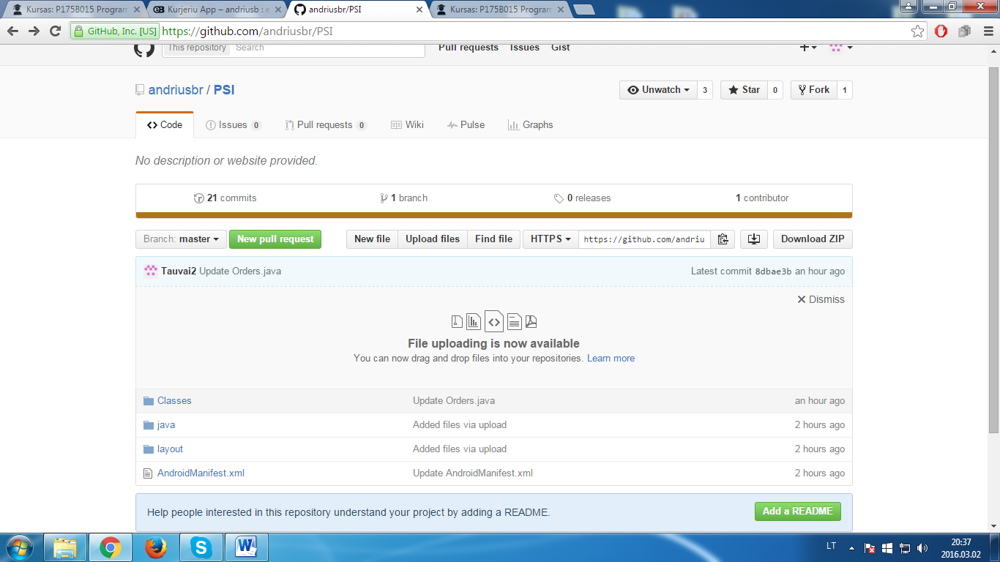 Kursas: P175B015 Program
Kurjeriu App – andriusb : e
andriusbr/PSI
Kursas: P175B015 Program
GitHub, Inc. [US] https://github.com/andriusbr/PSI
This repository Search Pull requests Issues Gist
andriusbr / PSI
Unwatch 3 Star 0 Fork 1
Code Issues 0 Pull requests 0 Wiki Pulse Graphs
No description or website provided.
21 commits 1 branch 0 releases 1 contributor
Branch: master New pull request New file Upload files Find file HTTPS https://github.com/andriu Download ZIP
Tauvai2 Update Orders.java Latest commit 8dbae3b an hour ago
Dismiss
File uploading is now available
You can now drag and drop files into your repositories. Learn more
Classes Update Orders.java an hour ago
java Added files via upload 2 hours ago
layout Added files via upload 2 hours ago
AndroidManifest.xml Update AndroidManifest.xml 2 hours ago
Help people interested in this repository understand your project by adding a README. Add a README
LT 20:37
2016.03.02